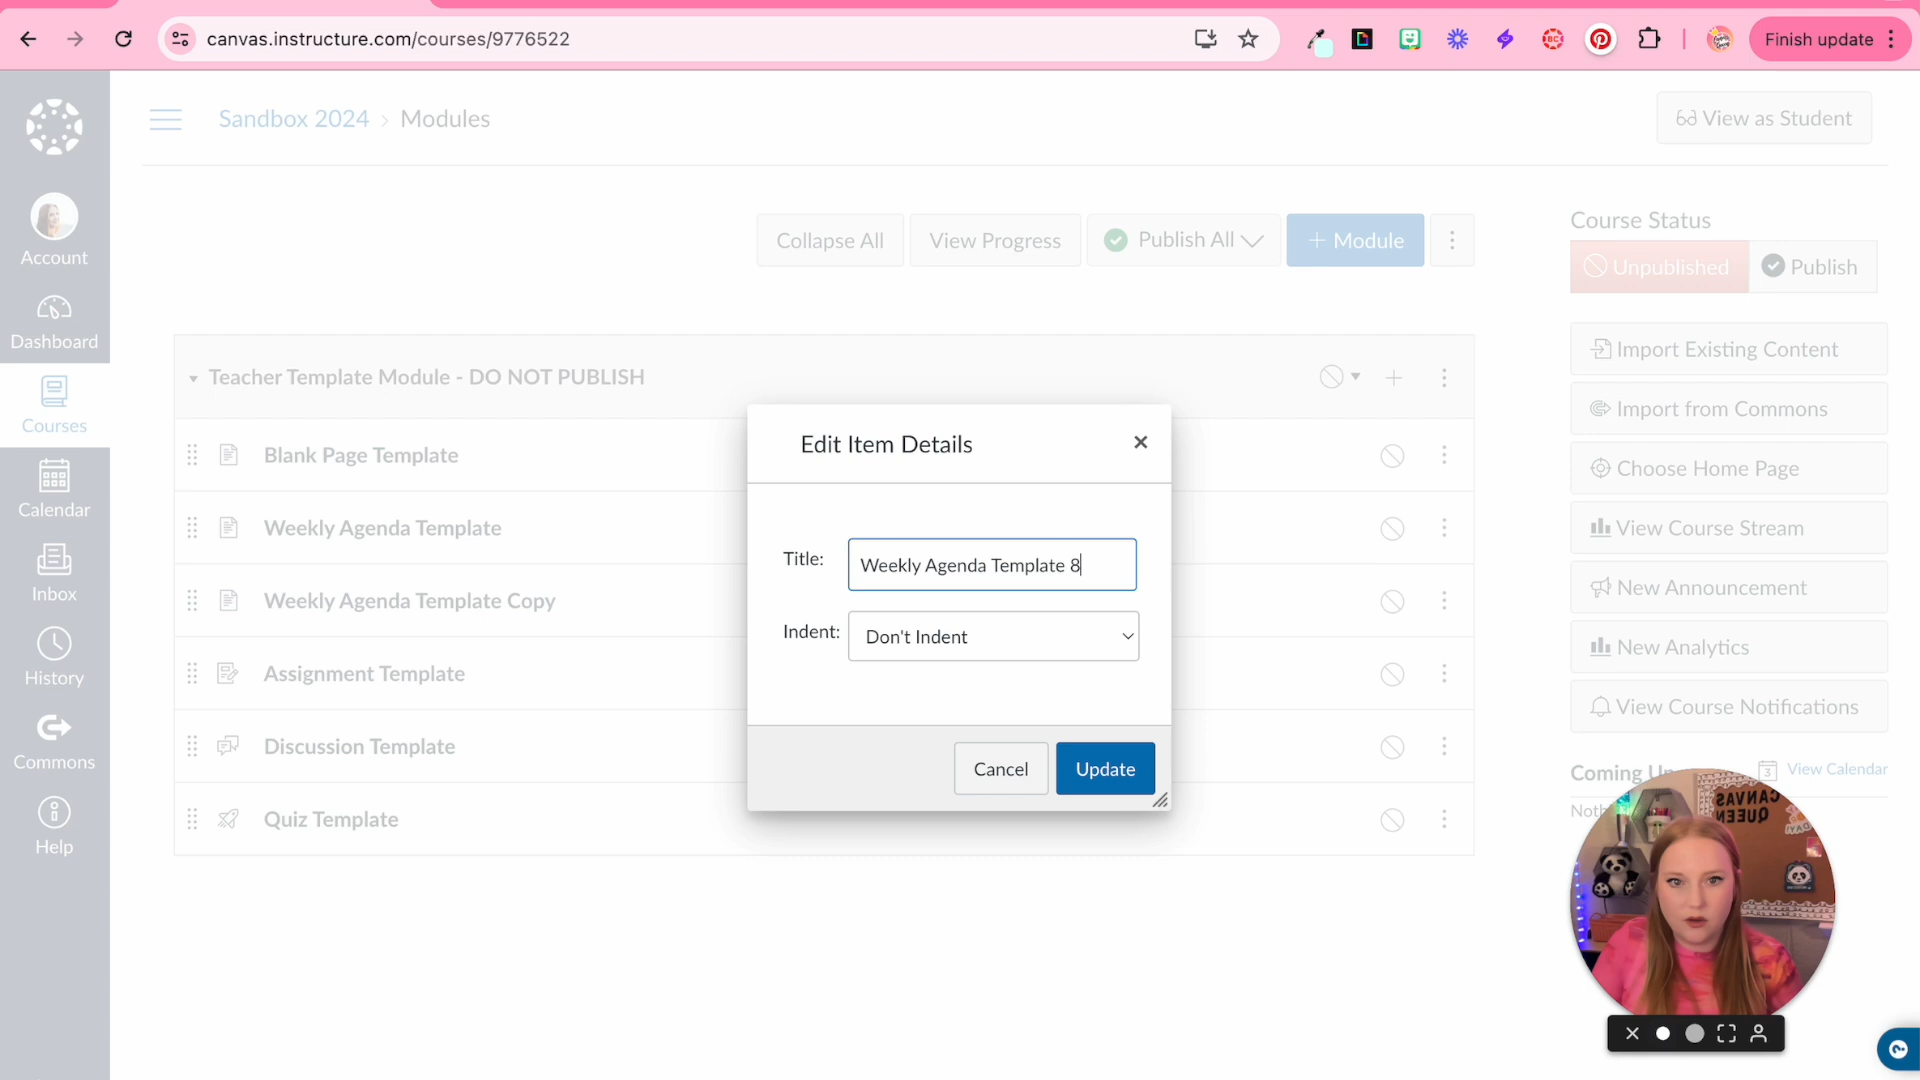 canvas.instructure.com/courses/9776522
Finish update
Sandbox 2024 › Modules
View as Student
Account
Dashboard
Courses
Calendar
Inbox
History
Commons
Help
Collapse All
View Progress
Publish All
+ Module
Teacher Template Module - DO NOT PUBLISH
Blank Page Template
Weekly Agenda Template
Weekly Agenda Template Copy
Assignment Template
Discussion Template
Quiz Template
Edit Item Details
Title: Weekly Agenda Template 8
Indent: Don't Indent
Cancel
Update
Course Status
Unpublished
Publish
Import Existing Content
Import from Commons
Choose Home Page
View Course Stream
New Announcement
New Analytics
View Course Notifications
Coming
3
View Calendar
CANVAS
QUEEN